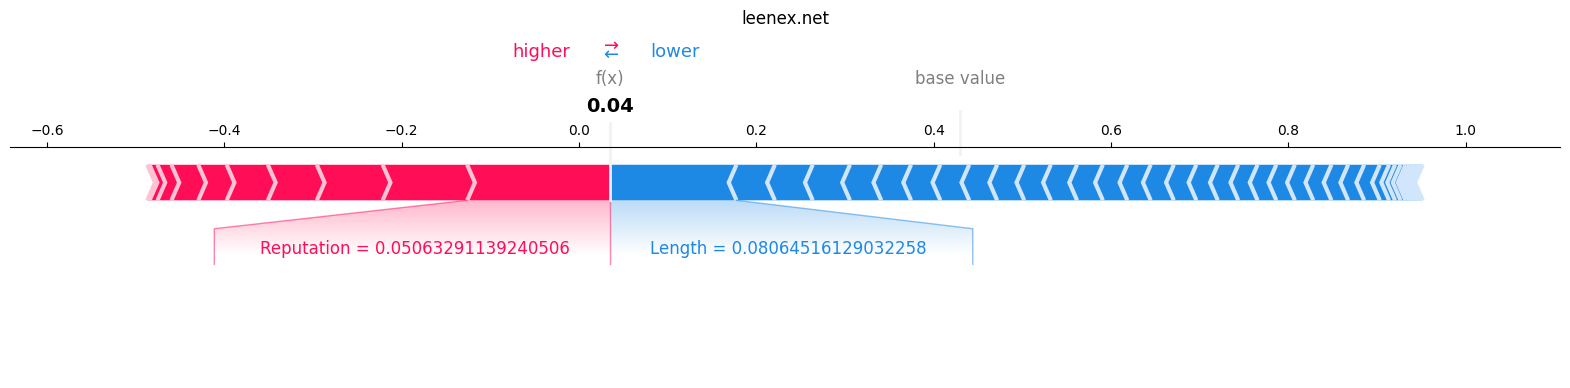 leenex.net
higher ⇄ lower
f(x) base value
0.04
−0.6 −0.4 −0.2 0.0 0.2 0.4 0.6 0.8 1.0
Reputation = 0.05063291139240506 Length = 0.08064516129032258